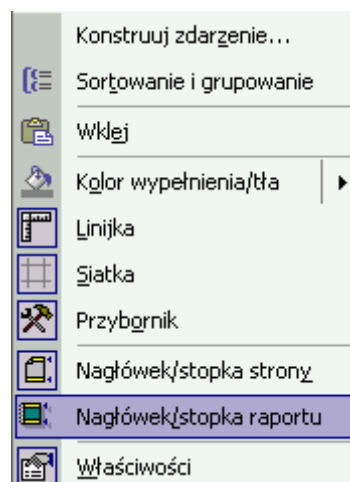 Konstruuj zdarzenie...
Sortowanie i grupowanie
Wklej
Kolor wypełnienia/tła
Linijka
Siatka
Przybornik
Nagłówek/stopka strony
Nagłówek/stopka raportu
Właściwości